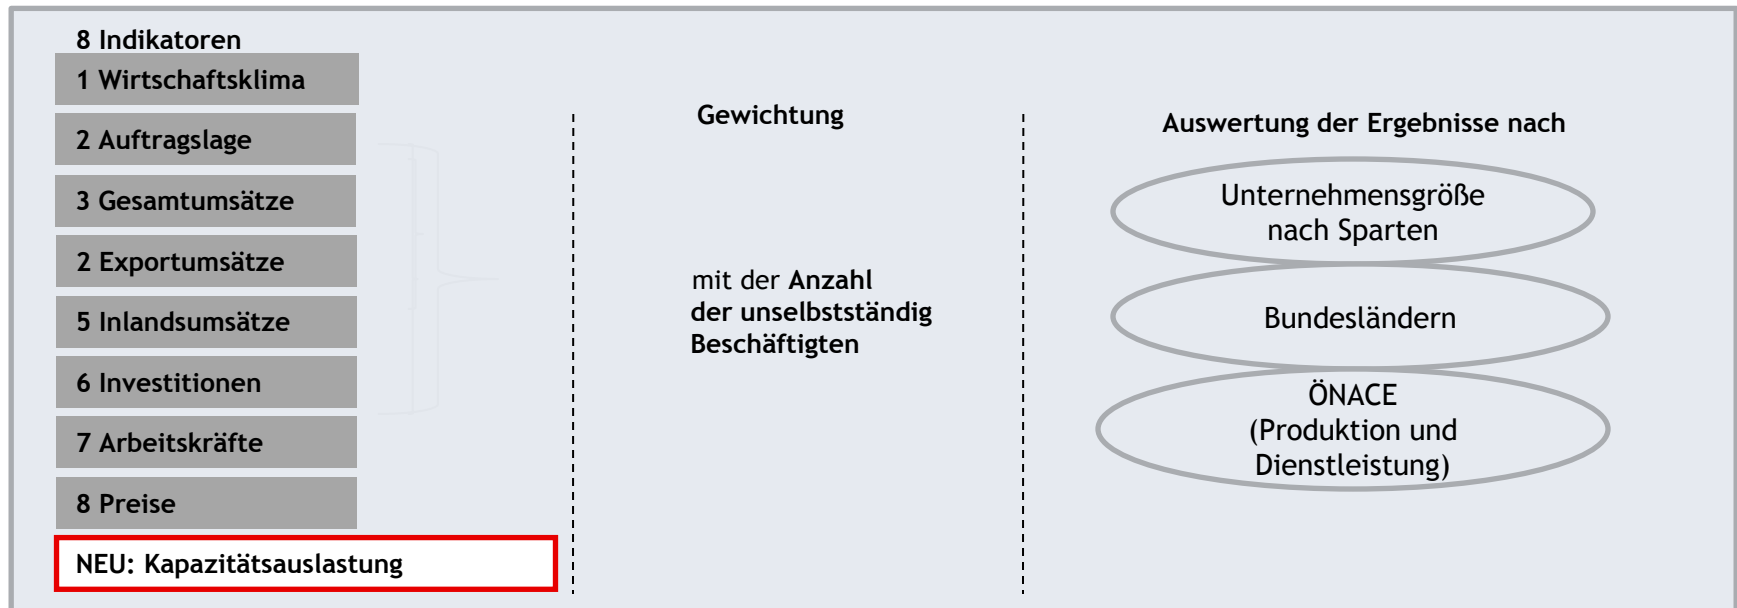 8 Indikatoren
1 Wirtschaftsklima
2 Auftragslage
3 Gesamtumsätze
2 Exportumsätze
5 Inlandsumsätze
6 Investitionen
7 Arbeitskräfte
8 Preise
NEU: Kapazitätsauslastung
Gewichtung
mit der Anzahl
der unselbstständig
Beschäftigten
Auswertung der Ergebnisse nach
Unternehmensgröße
nach Sparten
Bundesländern
ÖNACE
(Produktion und
Dienstleistung)